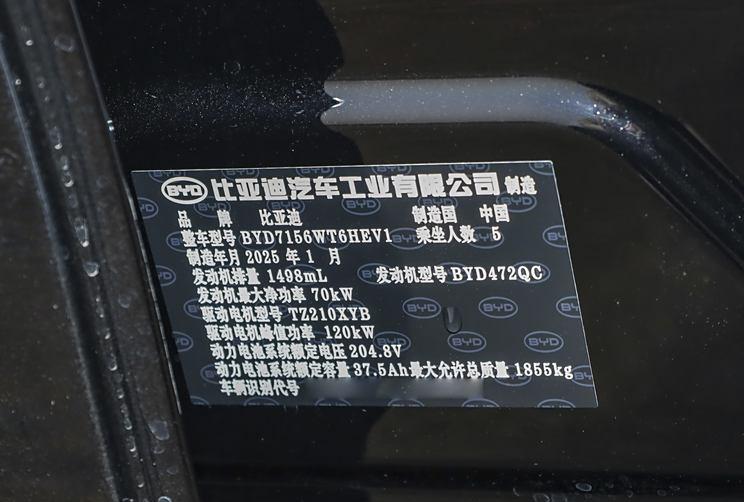 BYD 比亚迪汽车工业有限公司 制造
品 牌 比亚迪 制造国 中国
整车型号 BYD7156WT6HEV1 乘坐人数 5
制造年月 2025 年 1 月
发动机排量 1498mL 发动机型号 BYD472QC
发动机最大净功率 70kW
驱动电机型号 TZ210XYB
驱动电机峰值功率 120kW
动力电池系统额定电压 204.8V
动力电池系统额定容量 37.5Ah 最大允许总质量 1855kg
车辆识别代号